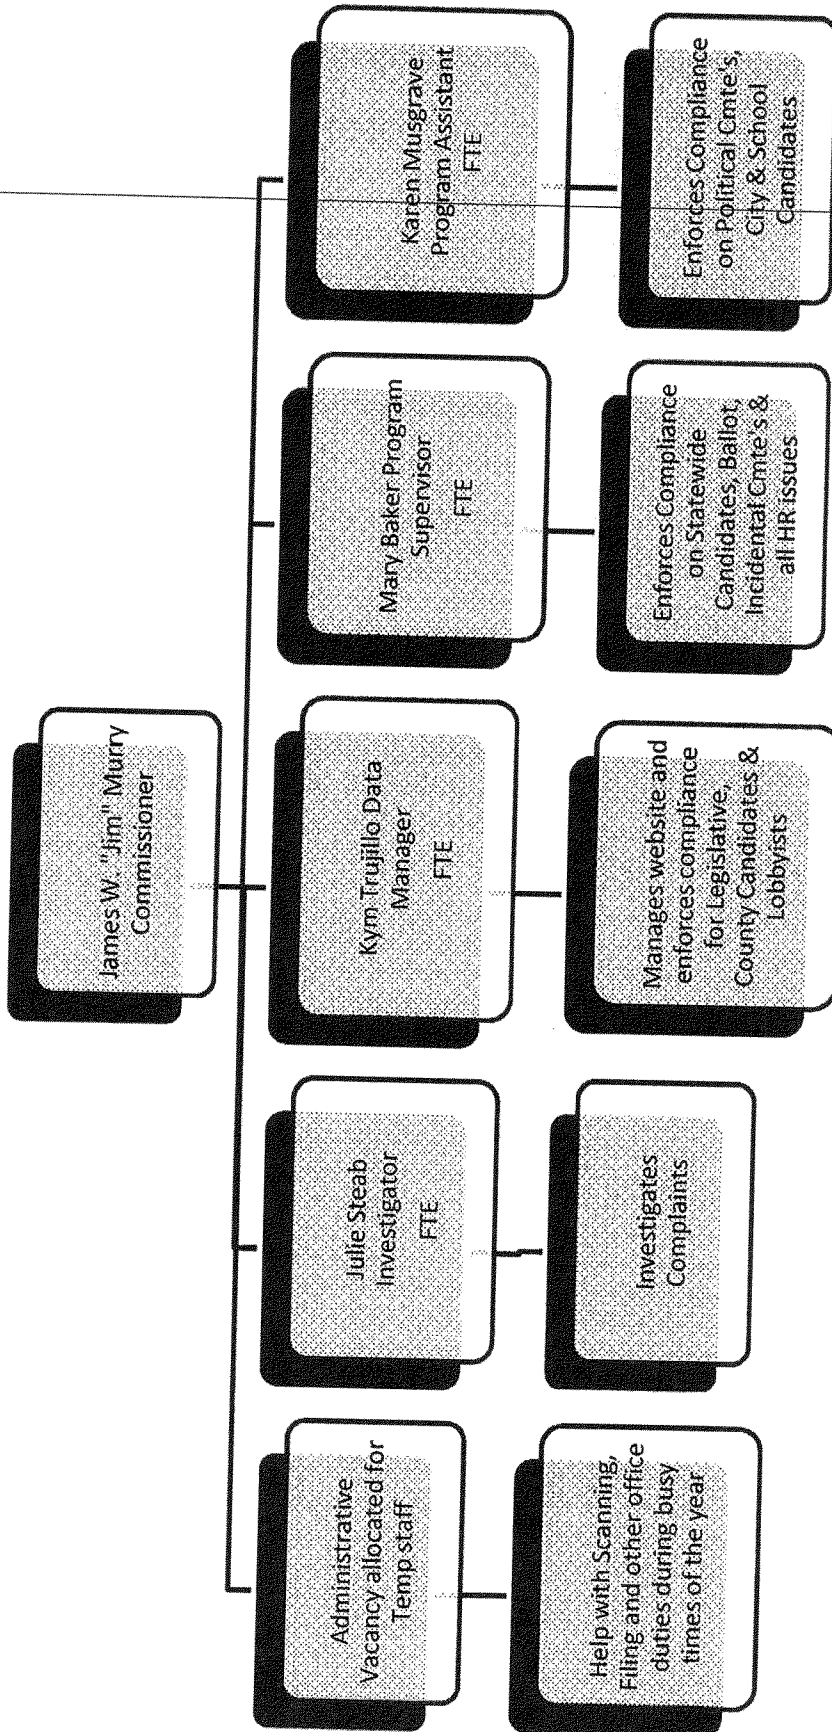 James W. "Jim" Murry
Commissioner
Administrative
Vacancy allocated for
Temp staff
Julie Steab
Investigator
FTE
Kym Trujillo Data
Manager
FTE
Mary Baker Program
Supervisor
FTE
Karen Musgrave
Program Assistant
FTE
Help with Scanning,
Filing and other office
duties during busy
times of the year
Investigates
Complaints
Manages website and
enforces compliance
for Legislative,
County Candidates &
Lobbyists
Enforces Compliance
on Statewide
Candidates, Ballot,
Incidental Cmte's &
all HR issues
Enforces Compliance
on Political Cmte's,
City & School
Candidates